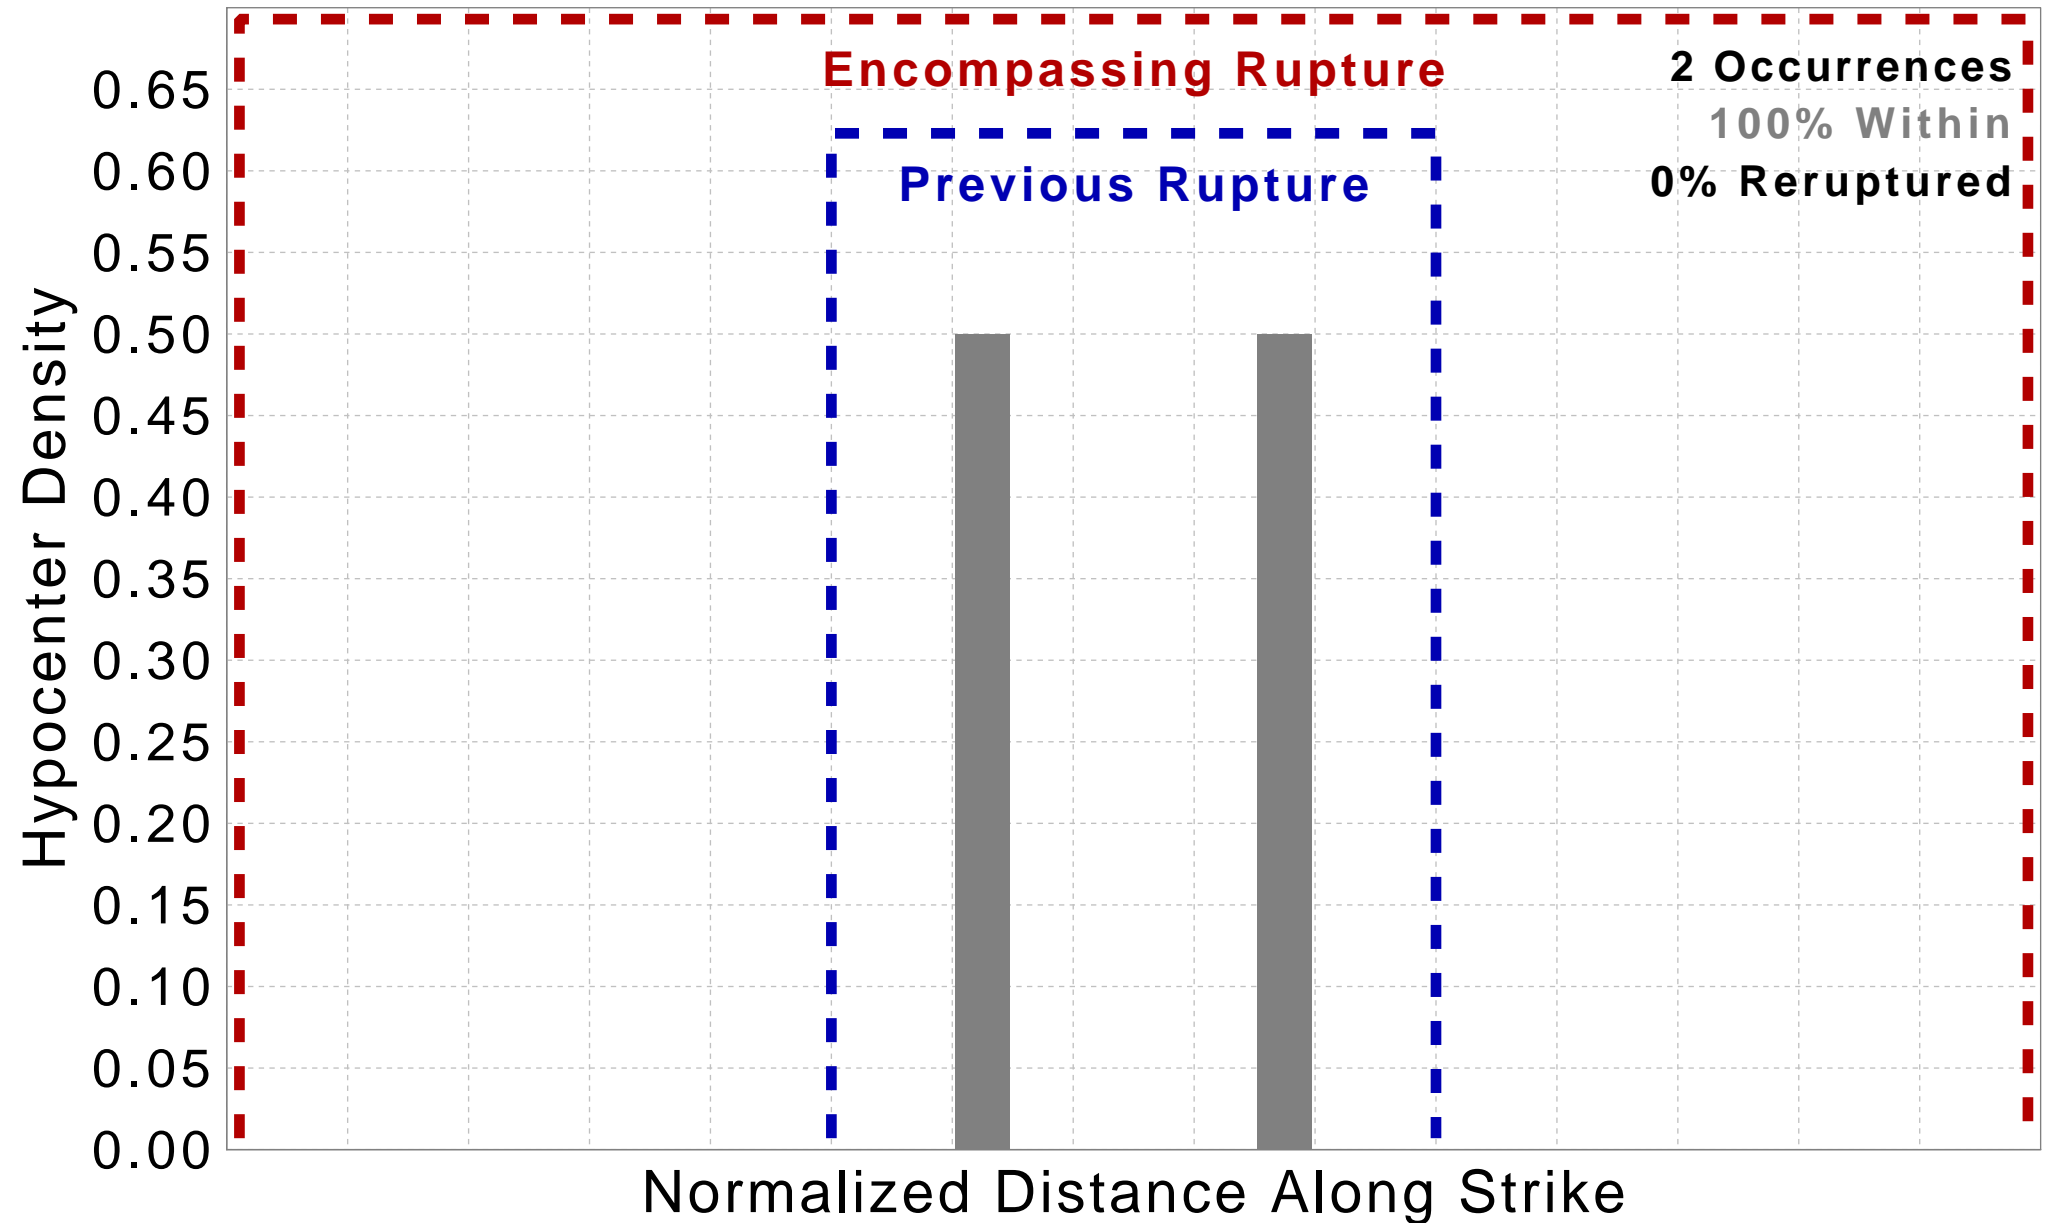 Encompassing Rupture
2 Occurrences
100% Within
0% Reruptured
Previous Rupture
Hypocenter Density
0.65
0.60
0.55
0.50
0.45
0.40
0.35
0.30
0.25
0.20
0.15
0.10
0.05
0.00
Normalized Distance Along Strike